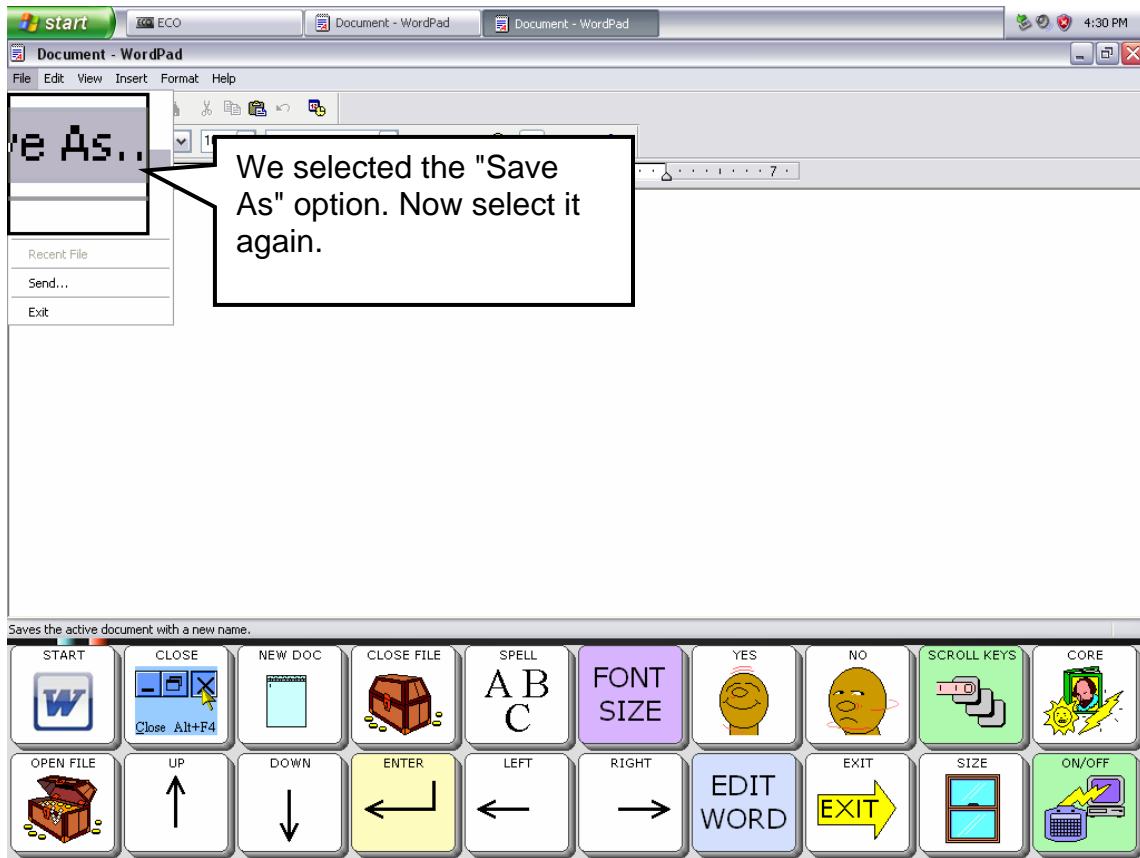 start ECO Document - WordPad Document - WordPad 4:30 PM
Document - WordPad
File Edit View Insert Format Help
've As..
We selected the "Save
As" option. Now select it
again.
7
Recent File
Send...
Exit
Saves the active document with a new name.
START CLOSE NEW DOC CLOSE FILE SPELL FONT SIZE YES NO SCROLL KEYS CORE
W
Close Alt+F4
A B
C
OPEN FILE UP DOWN ENTER LEFT RIGHT EDIT WORD EXIT SIZE ON/OFF
EXIT